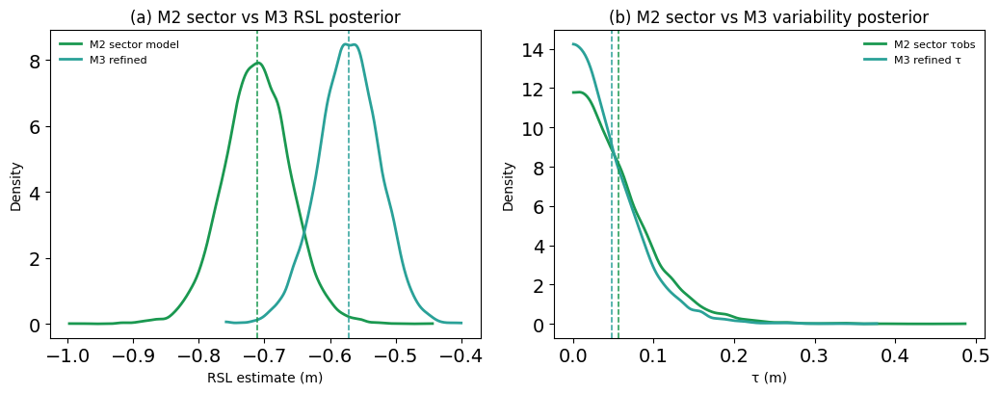 (a) M2 sector vs M3 RSL posterior
M2 sector model
M3 refined
8
6
4
2
0
Density
−1.0 −0.9 −0.8 −0.7 −0.6 −0.5 −0.4
RSL estimate (m)
(b) M2 sector vs M3 variability posterior
M2 sector τobs
M3 refined τ
14
12
10
8
6
4
2
0
Density
0.0 0.1 0.2 0.3 0.4 0.5
τ (m)